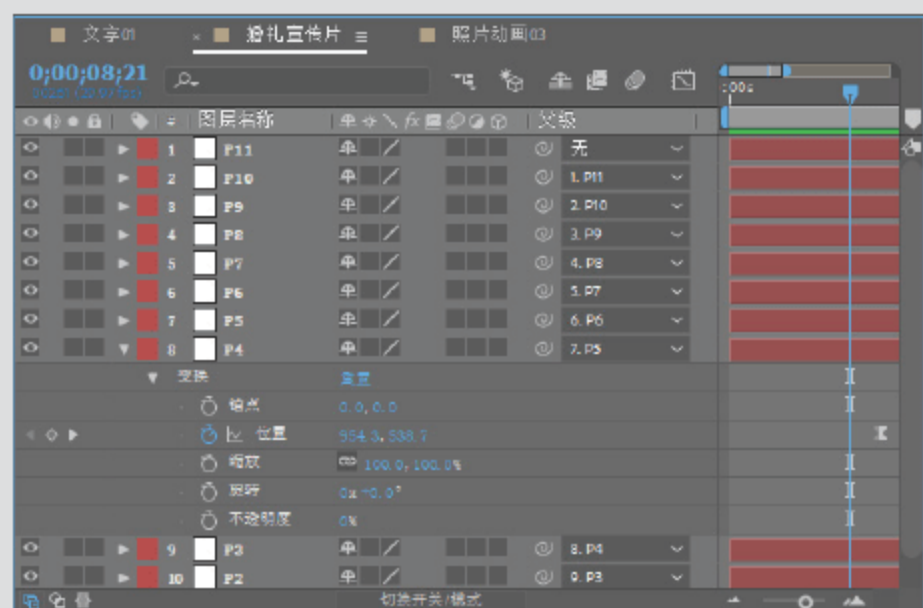 文字01
× 婚礼宣传片 ≡
照片动画03
0;00;08;21
:00s
# 图层名称 fx 父级
1 P11 无
2 P10 1. P11
3 P9 2. P10
4 P8 3. P9
5 P7 4. P8
6 P6 5. P7
7 P5 6. P6
8 P4 7. P5
变换 重置
锚点 0.0, 0.0
位置 954.3, 538.7
缩放 100.0, 100.0%
旋转 0x +0.0°
不透明度 0%
9 P3 8. P4
10 P2 9. P3
切换开关/模式